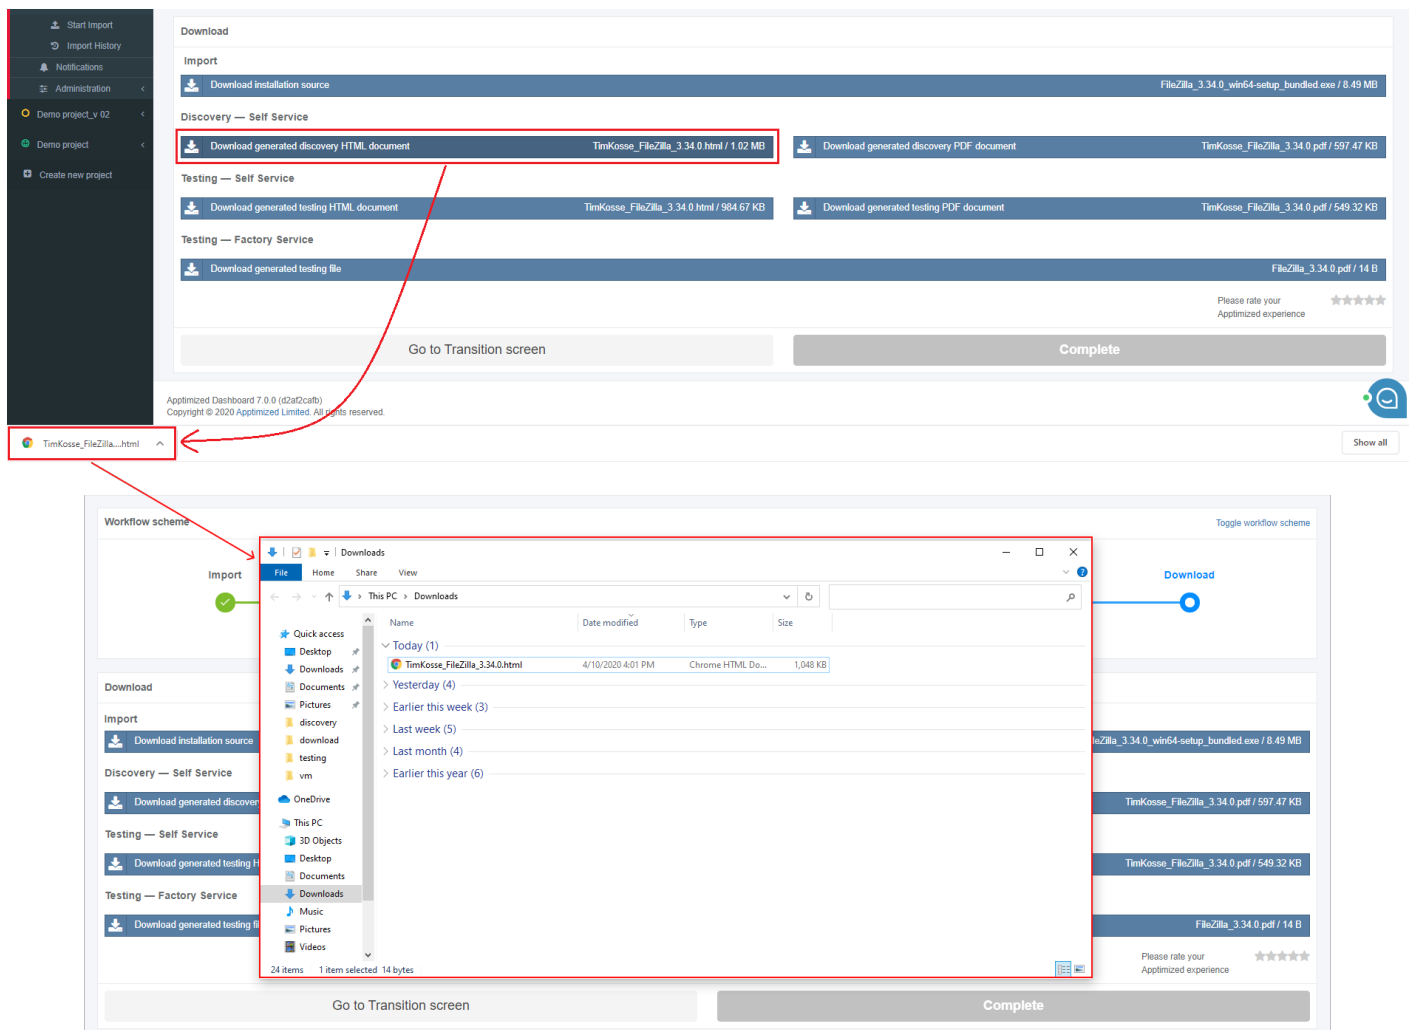 Start Import
Import History
Notifications
Administration
Demo project_v 02
Demo project
Create new project
Download
Import
Download installation source FileZilla_3.34.0_win64-setup_bundled.exe / 8.49 MB
Discovery — Self Service
Download generated discovery HTML document TimKosse_FileZilla_3.34.0.html / 1.02 MB
Download generated discovery PDF document TimKosse_FileZilla_3.34.0.pdf / 597.47 KB
Testing — Self Service
Download generated testing HTML document TimKosse_FileZilla_3.34.0.html / 984.67 KB
Download generated testing PDF document TimKosse_FileZilla_3.34.0.pdf / 549.32 KB
Testing — Factory Service
Download generated testing file FileZilla_3.34.0.pdf / 14 B
Please rate your
Apptimized experience
Go to Transition screen
Complete
Apptimized Dashboard 7.0.0 (d2af2cafb)
Copyright © 2020 Apptimized Limited. All rights reserved.
TimKosse_FileZilla....html
Show all
Workflow scheme
Toggle workflow scheme
Import
Download
Downloads
File Home Share View
This PC > Downloads
Name Date modified Type Size
Quick access
Desktop
Downloads
Documents
Pictures
discovery
download
testing
vm
OneDrive
This PC
3D Objects
Desktop
Documents
Downloads
Music
Pictures
Videos
Today (1)
TimKosse_FileZilla_3.34.0.html 4/10/2020 4:01 PM Chrome HTML Do... 1,048 KB
Yesterday (4)
Earlier this week (3)
Last week (5)
Last month (4)
Earlier this year (6)
24 items 1 item selected 14 bytes
Download
Import
Download installation source
leZilla_3.34.0_win64-setup_bundled.exe / 8.49 MB
Discovery — Self Service
Download generated discover
TimKosse_FileZilla_3.34.0.pdf / 597.47 KB
Testing — Self Service
Download generated testing H
TimKosse_FileZilla_3.34.0.pdf / 549.32 KB
Testing — Factory Service
Download generated testing fi
FileZilla_3.34.0.pdf / 14 B
Please rate your
Apptimized experience
Go to Transition screen
Complete